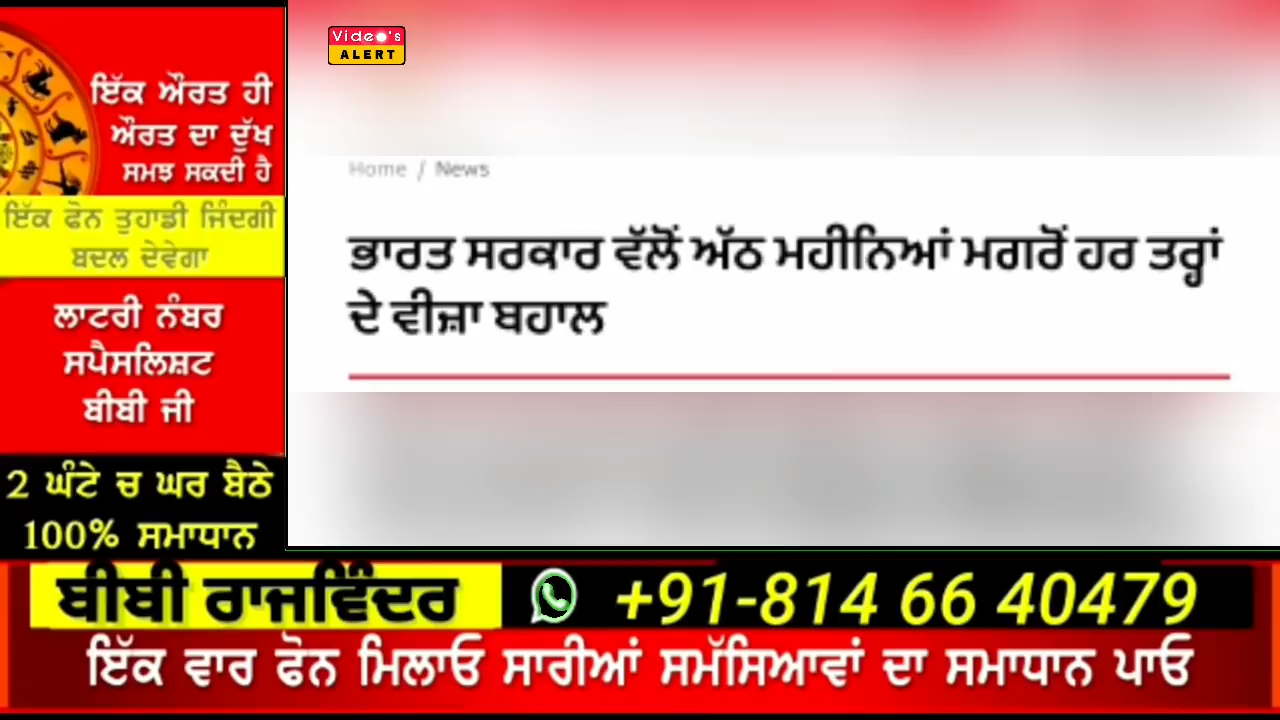 Video's
ALERT
ਇੱਕ ਔਰਤ ਹੀ
ਔਰਤ ਦਾ ਦੁੱਖ
ਸਮਝ ਸਕਦੀ ਹੈ
ਇੱਕ ਫੋਨ ਤੁਹਾਡੀ ਜਿੰਦਗੀ
ਬਦਲ ਦੇਵੇਗਾ
ਲਾਟਰੀ ਨੰਬਰ
ਸਪੈਸਲਿਸ਼ਟ
ਬੀਬੀ ਜੀ
2 ਘੰਟੇ ਚ ਘਰ ਬੈਠੇ
100% ਸਮਾਧਾਨ
Home / News
ਭਾਰਤ ਸਰਕਾਰ ਵੱਲੋਂ ਅੱਠ ਮਹੀਨਿਆਂ ਮਗਰੋਂ ਹਰ ਤਰ੍ਹਾਂ
ਦੇ ਵੀਜ਼ਾ ਬਹਾਲ
ਬੀਬੀ ਰਾਜਵਿੰਦਰ +91-814 66 40479
ਇੱਕ ਵਾਰ ਫੋਨ ਮਿਲਾਓ ਸਾਰੀਆਂ ਸਮੱਸਿਆਵਾਂ ਦਾ ਸਮਾਧਾਨ ਪਾਓ